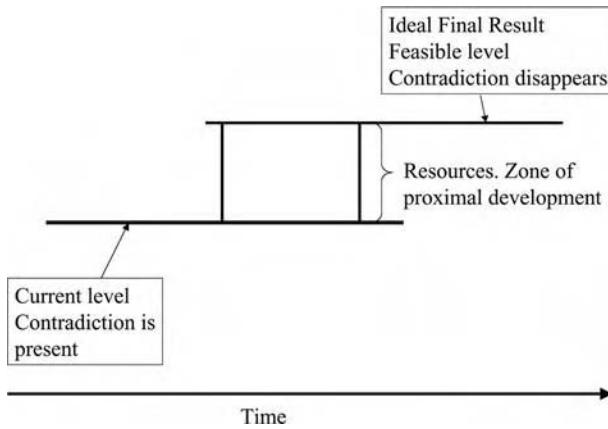 Ideal Final Result
Feasible level
Contradiction disappears
Resources. Zone of
proximal development
Current level
Contradiction is
present
Time